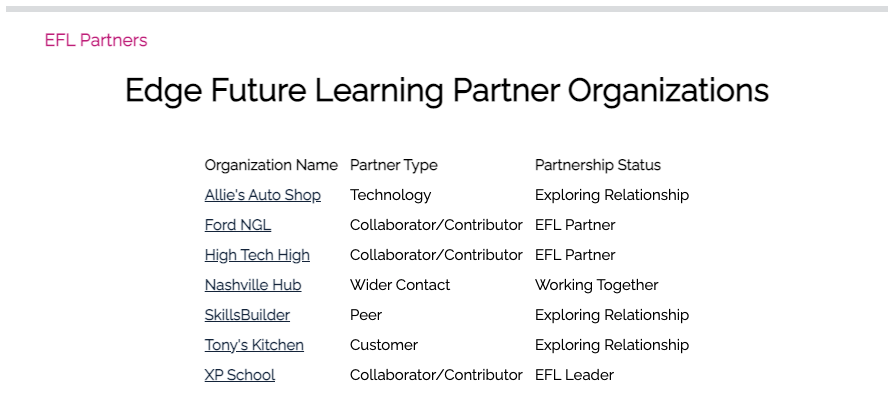 EFL Partners
Edge Future Learning Partner Organizations
Organization Name Partner Type Partnership Status
Allie's Auto Shop Technology Exploring Relationship
Ford NGL Collaborator/Contributor EFL Partner
High Tech High Collaborator/Contributor EFL Partner
Nashville Hub Wider Contact Working Together
SkillsBuilder Peer Exploring Relationship
Tony's Kitchen Customer Exploring Relationship
XP School Collaborator/Contributor EFL Leader